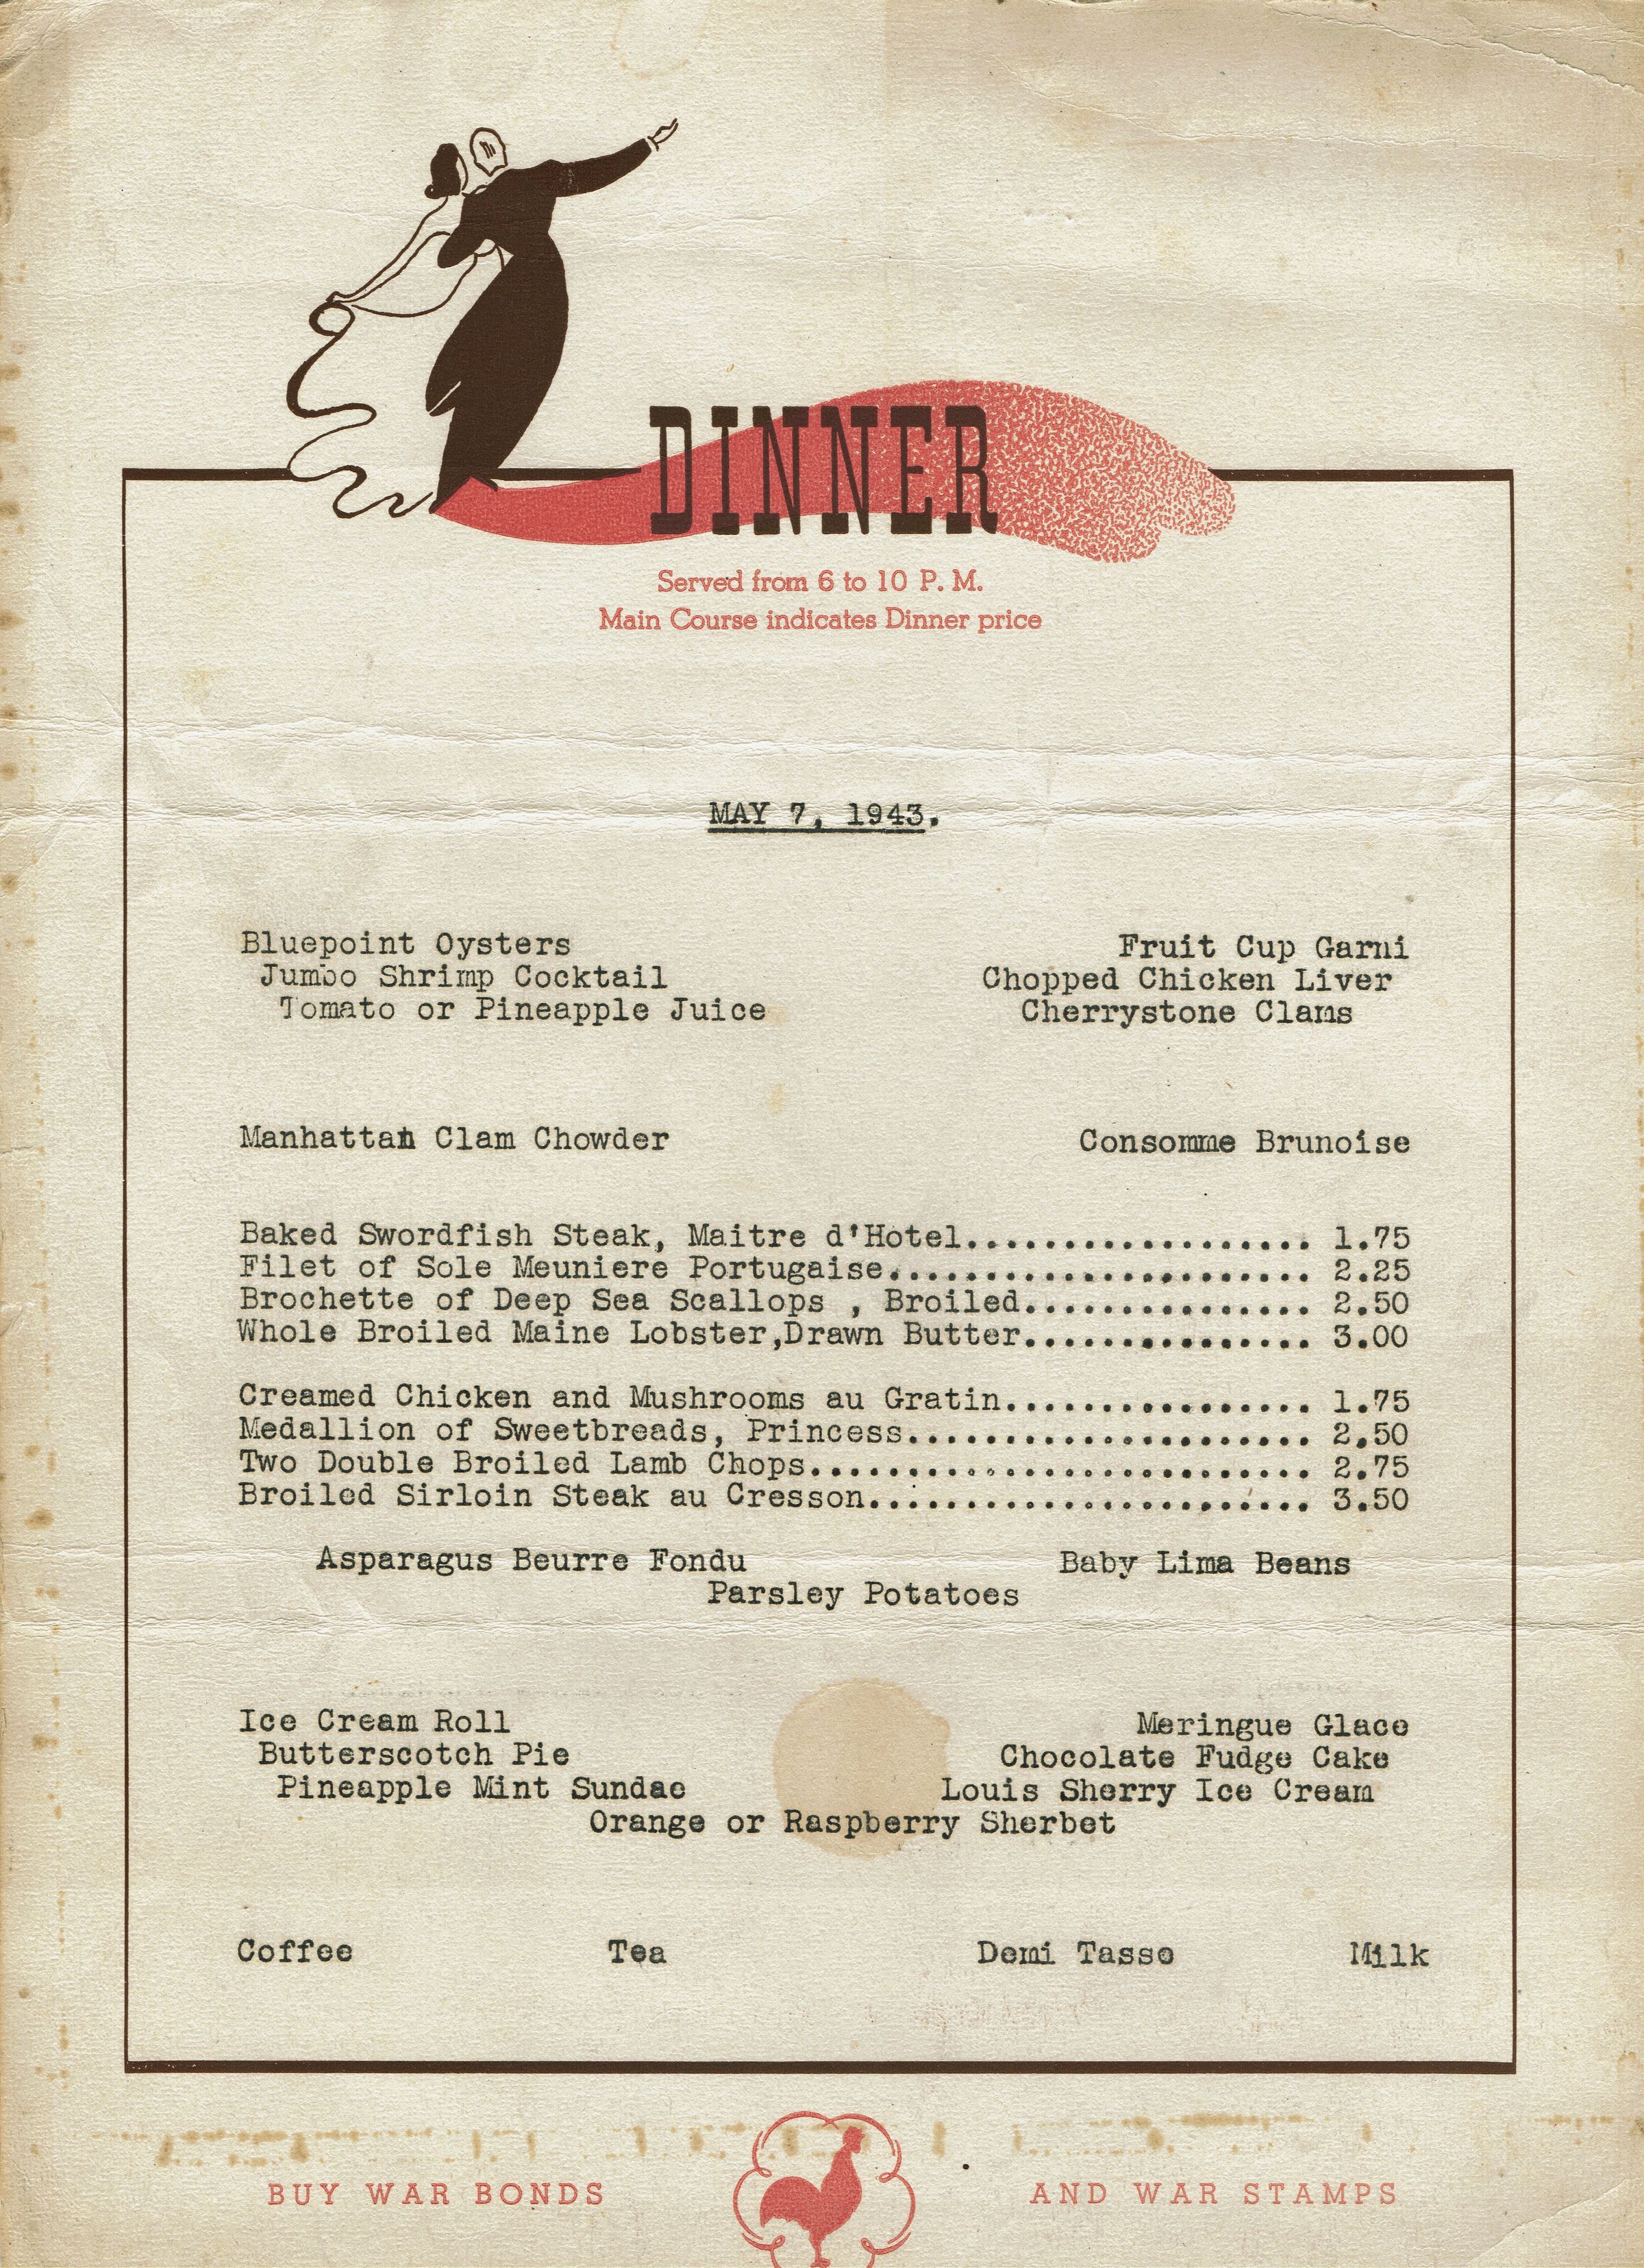 DINNER
Served from 6 to 10 P. M.
Main Course indicates Dinner price
MAY 7, 1943.
Bluepoint Oysters Fruit Cup Garni
Jumbo Shrimp Cocktail Chopped Chicken Liver
Tomato or Pineapple Juice Cherrystone Clams
Manhattan Clam Chowder Consomme Brunoise
Baked Swordfish Steak, Maitre d'Hotel.................. 1.75
Filet of Sole Meuniere Portugaise...................... 2.25
Brochette of Deep Sea Scallops , Broiled............... 2.50
Whole Broiled Maine Lobster,Drawn Butter............... 3.00
Creamed Chicken and Mushrooms au Gratin................ 1.75
Medallion of Sweetbreads, Princess..................... 2.50
Two Double Broiled Lamb Chops.......................... 2.75
Broiled Sirloin Steak au Cresson....................... 3.50
Asparagus Beurre Fondu Baby Lima Beans
Parsley Potatoes
Ice Cream Roll Meringue Glace
Butterscotch Pie Chocolate Fudge Cake
Pineapple Mint Sundae Louis Sherry Ice Cream
Orange or Raspberry Sherbet
Coffee Tea Demi Tasse Milk
BUY WAR BONDS AND WAR STAMPS